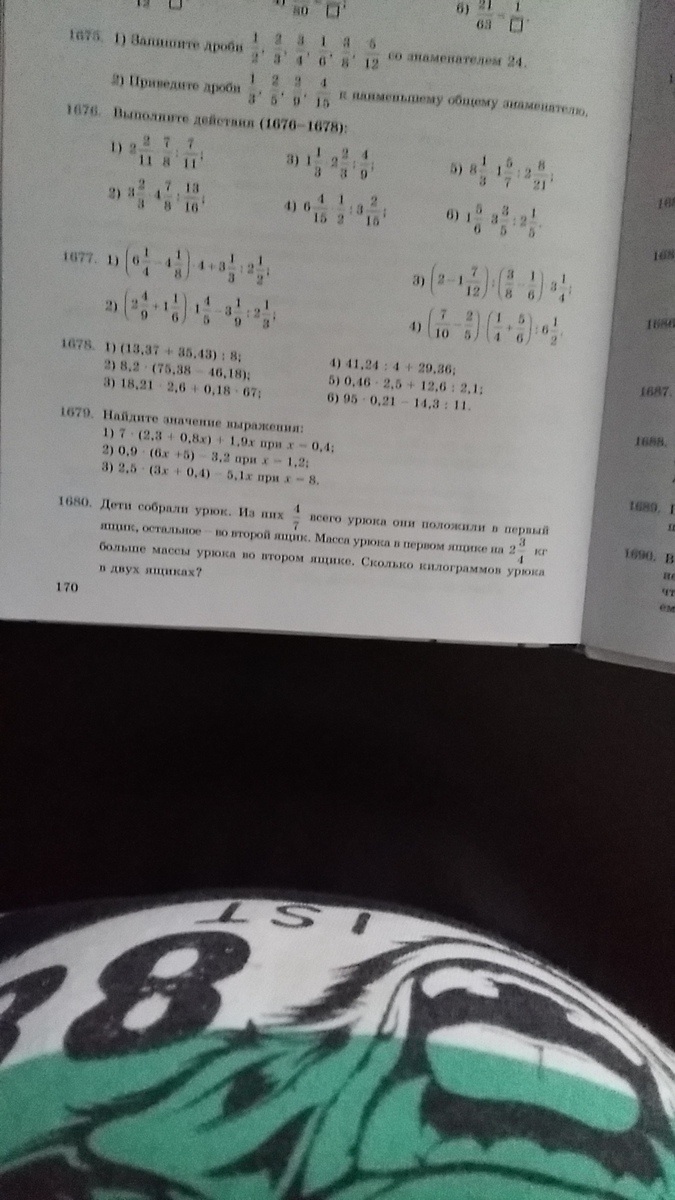 80
6) 21/63 = 1/□.
1675. 1) Запишите дроби 1/2, 2/3, 3/4, 1/6, 3/8, 5/12 со знаменателем 24.
2) Приведите дроби 1/3, 2/5, 2/9, 4/15 к наименьшему общему знаменателю.
1676. Выполните действия (1676–1678):
1) 2 2/11 · 7/8 : 7/11; 3) 1 1/3 · 2 2/3 : 4/9; 5) 8 1/3 · 1 5/7 : 2 8/21;
2) 3 2/3 · 4 7/8 : 13/16; 4) 6 4/15 · 1/2 : 3 2/15; 6) 1 5/6 · 3 3/5 : 2 1/5.
1677. 1) (6 1/4 – 4 1/8) · 4 + 3 1/3 : 2 1/2; 3) (2 – 1 7/12) : (3/8 – 1/6) · 3 1/4;
2) (2 4/9 + 1 1/6) · 1 4/5 – 3 1/9 : 2 1/3; 4) (7/10 – 2/5) · (1/4 + 5/6) : 6 1/2.
1678. 1) (13,37 + 35,43) : 8; 4) 41,24 : 4 + 29,36;
2) 8,2 · (75,38 – 46,18); 5) 0,46 · 2,5 + 12,6 : 2,1;
3) 18,21 · 2,6 + 0,18 · 67; 6) 95 · 0,21 – 14,3 : 11.
1679. Найдите значение выражения:
1) 7 · (2,3 + 0,8x) + 1,9x при x = 0,4;
2) 0,9 · (6x +5) – 3,2 при x = 1,2;
3) 2,5 · (3x + 0,4) – 5,1x при x = 8.
1680. Дети собрали урюк. Из них 4/7 всего урюка они положили в первый
ящик, остальное – во второй ящик. Масса урюка в первом ящике на 2 3/4 кг
больше массы урюка во втором ящике. Сколько килограммов урюка
в двух ящиках?
170
1687.
1688.
1689.
1690. В
IST
8